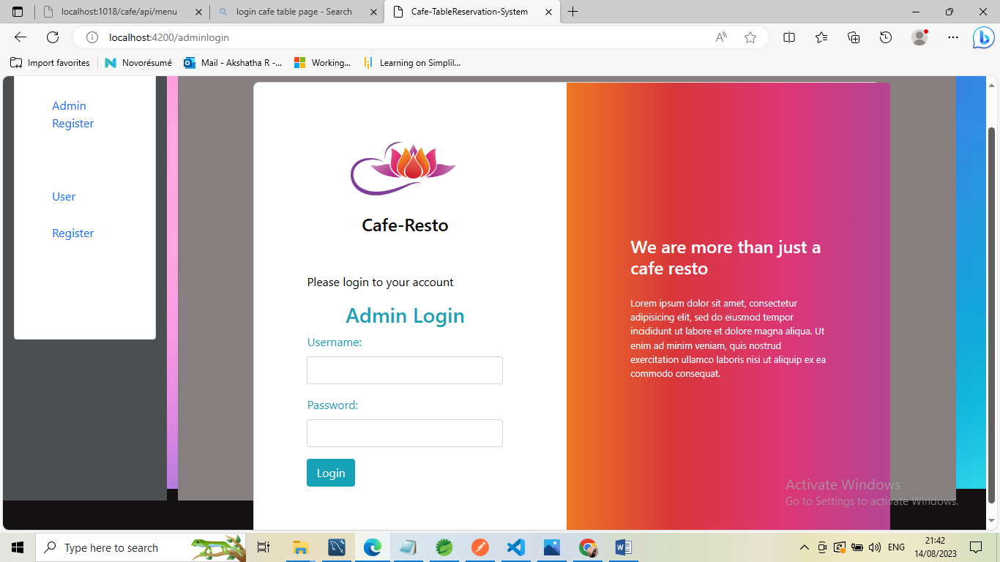 localhost:1018/cafe/api/menu
login cafe table page - Search
Cafe-TableReservation-System
localhost:4200/adminlogin
Import favorites
Novorésumé
Mail - Akshatha R -...
Working...
Learning on Simplil...
Admin
Register
User
Register
Cafe-Resto
Please login to your account
Admin Login
Username:
Password:
Login
We are more than just a
cafe resto
Lorem ipsum dolor sit amet, consectetur
adipisicing elit, sed do eiusmod tempor
incididunt ut labore et dolore magna aliqua. Ut
enim ad minim veniam, quis nostrud
exercitation ullamco laboris nisi ut aliquip ex ea
commodo consequat.
Activate Windows
Go to Settings to activate Windows.
Type here to search
ENG
21:42
14/08/2023